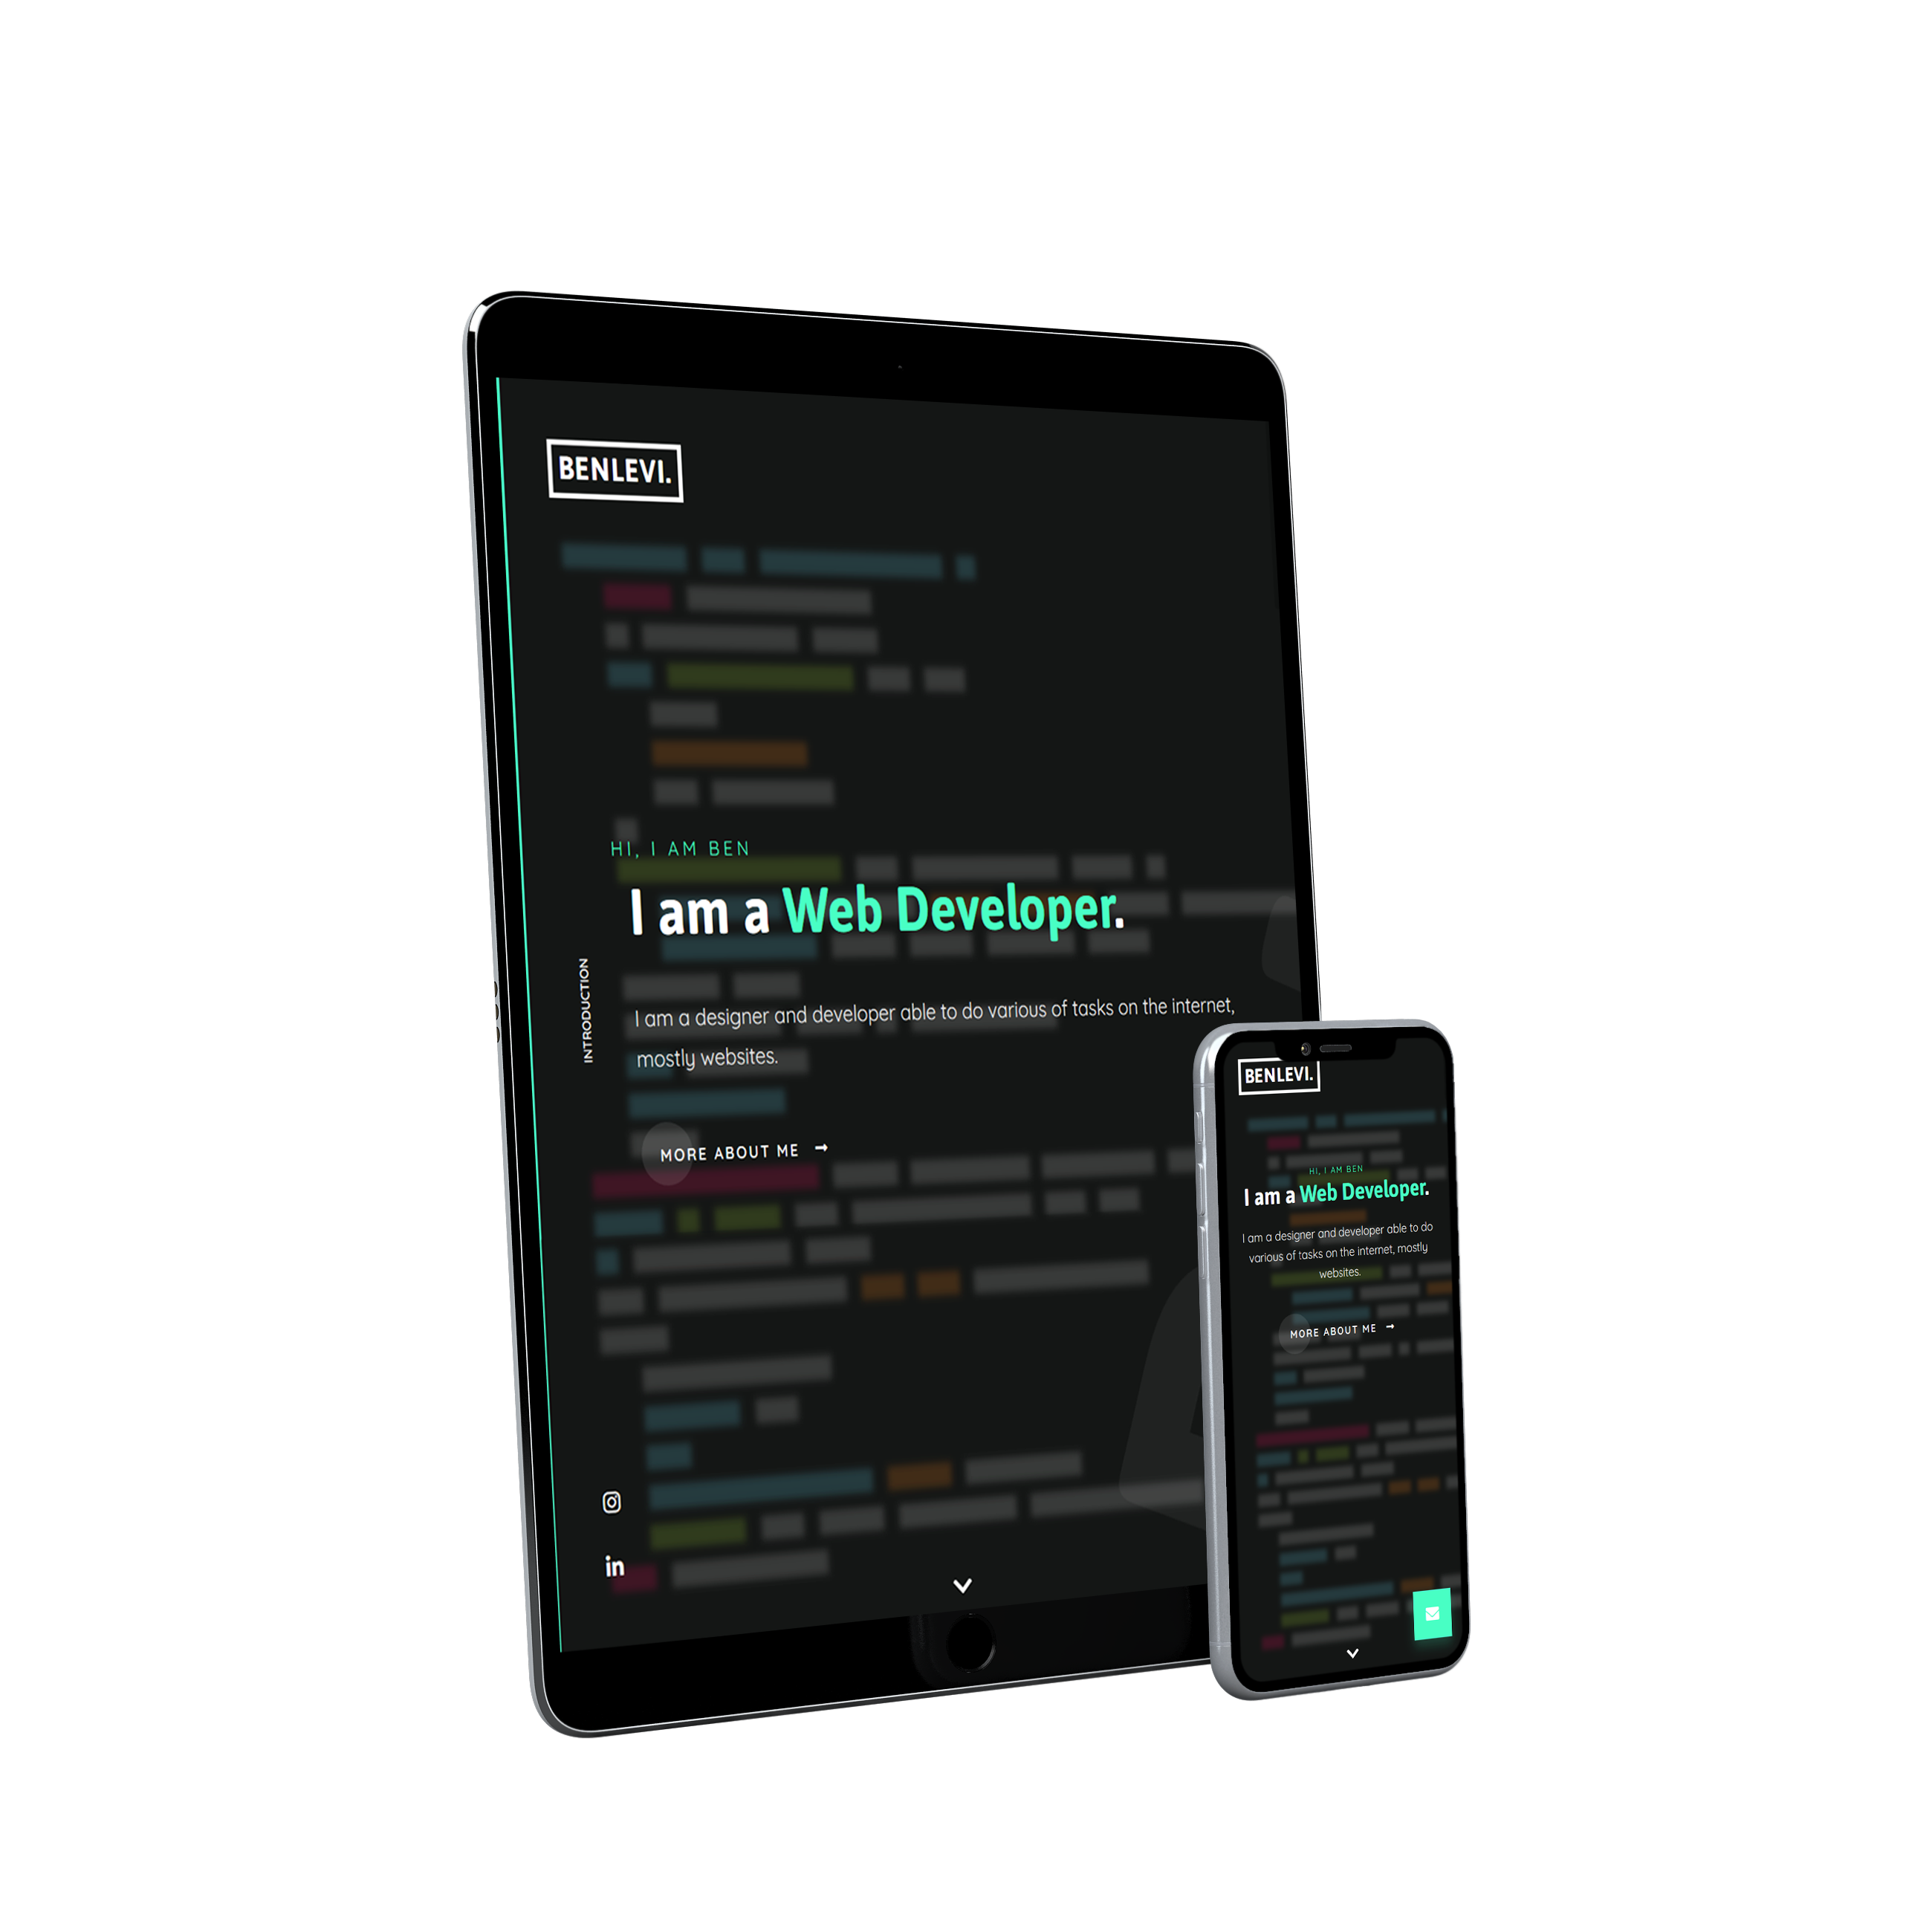 BENLEVI.
HI, I AM BEN
I am a Web Developer.
INTRODUCTION
I am a designer and developer able to do various of tasks on the internet,
mostly websites.
MORE ABOUT ME
in
BENLEVI.
HI, I AM BEN
I am a Web Developer.
I am a designer and developer able to do
various of tasks on the internet, mostly
websites.
MORE ABOUT ME